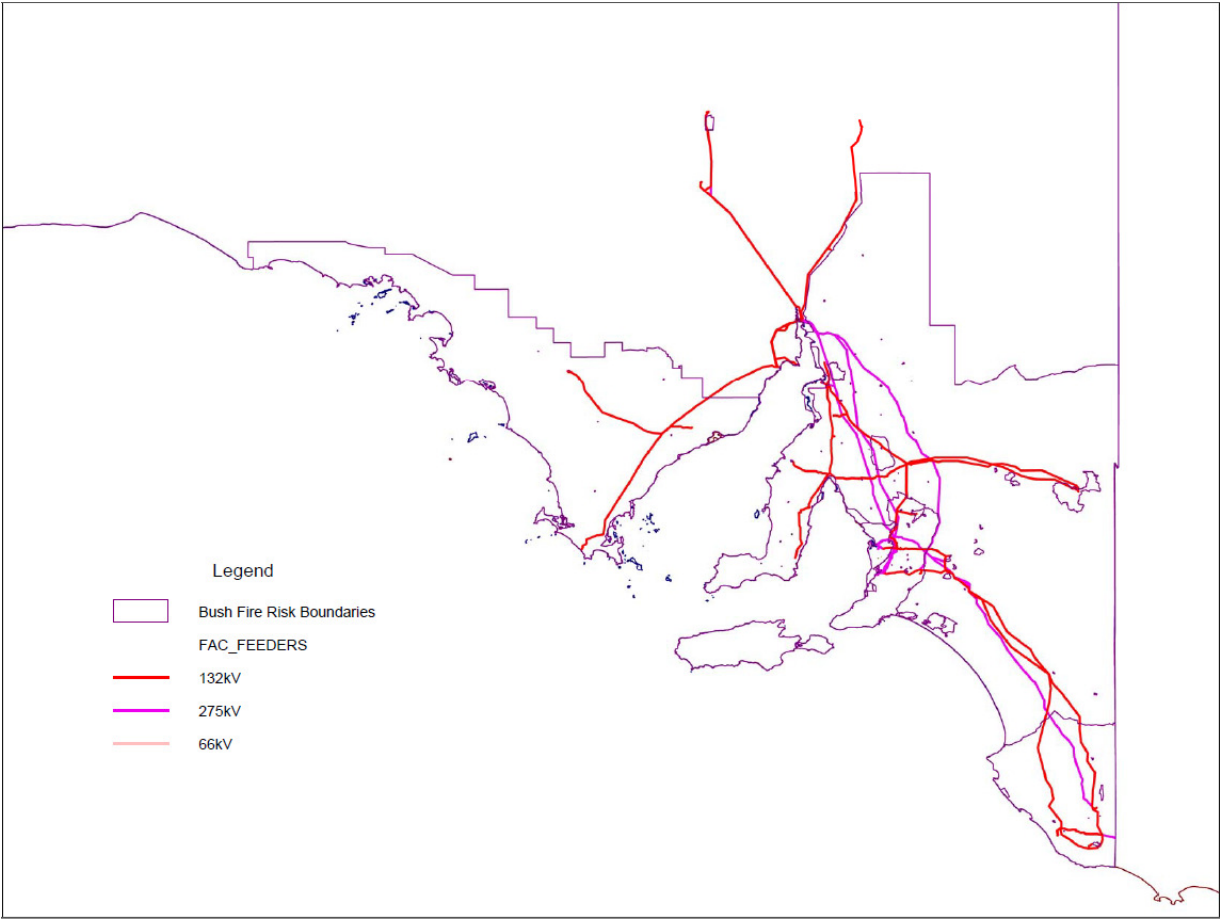 Legend
Bush Fire Risk Boundaries
FAC_FEEDERS
132kV
275kV
66kV